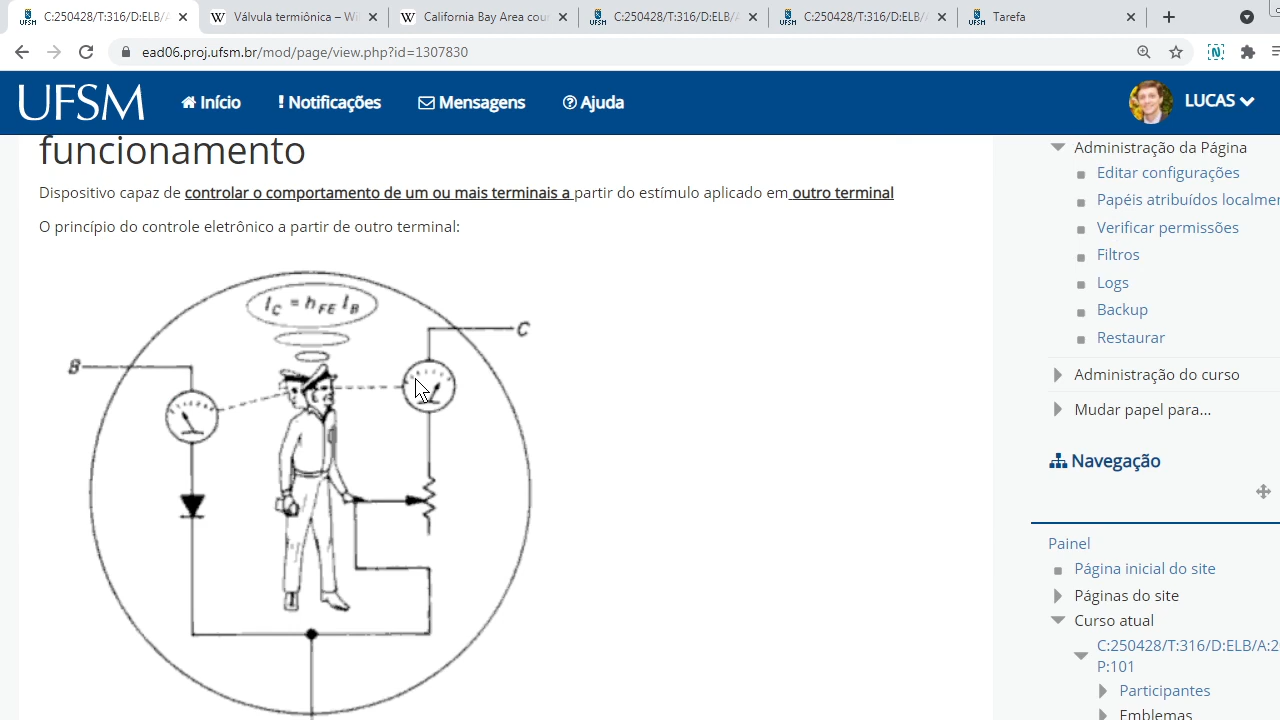 C:250428/T:316/D:ELB/A
Válvula termiônica – Wi
California Bay Area cou
C:250428/T:316/D:ELB/A
C:250428/T:316/D:ELB/A
Tarefa
ead06.proj.ufsm.br/mod/page/view.php?id=1307830
UFSM
Início
Notificações
Mensagens
Ajuda
LUCAS
funcionamento
Dispositivo capaz de controlar o comportamento de um ou mais terminais a partir do estímulo aplicado em outro terminal
O princípio do controle eletrônico a partir de outro terminal:
I_C = h_FE I_B
C
B
Administração da Página
Editar configurações
Papéis atribuídos localmen
Verificar permissões
Filtros
Logs
Backup
Restaurar
Administração do curso
Mudar papel para...
Navegação
Painel
Página inicial do site
Páginas do site
Curso atual
C:250428/T:316/D:ELB/A:2
P:101
Participantes
Emblemas